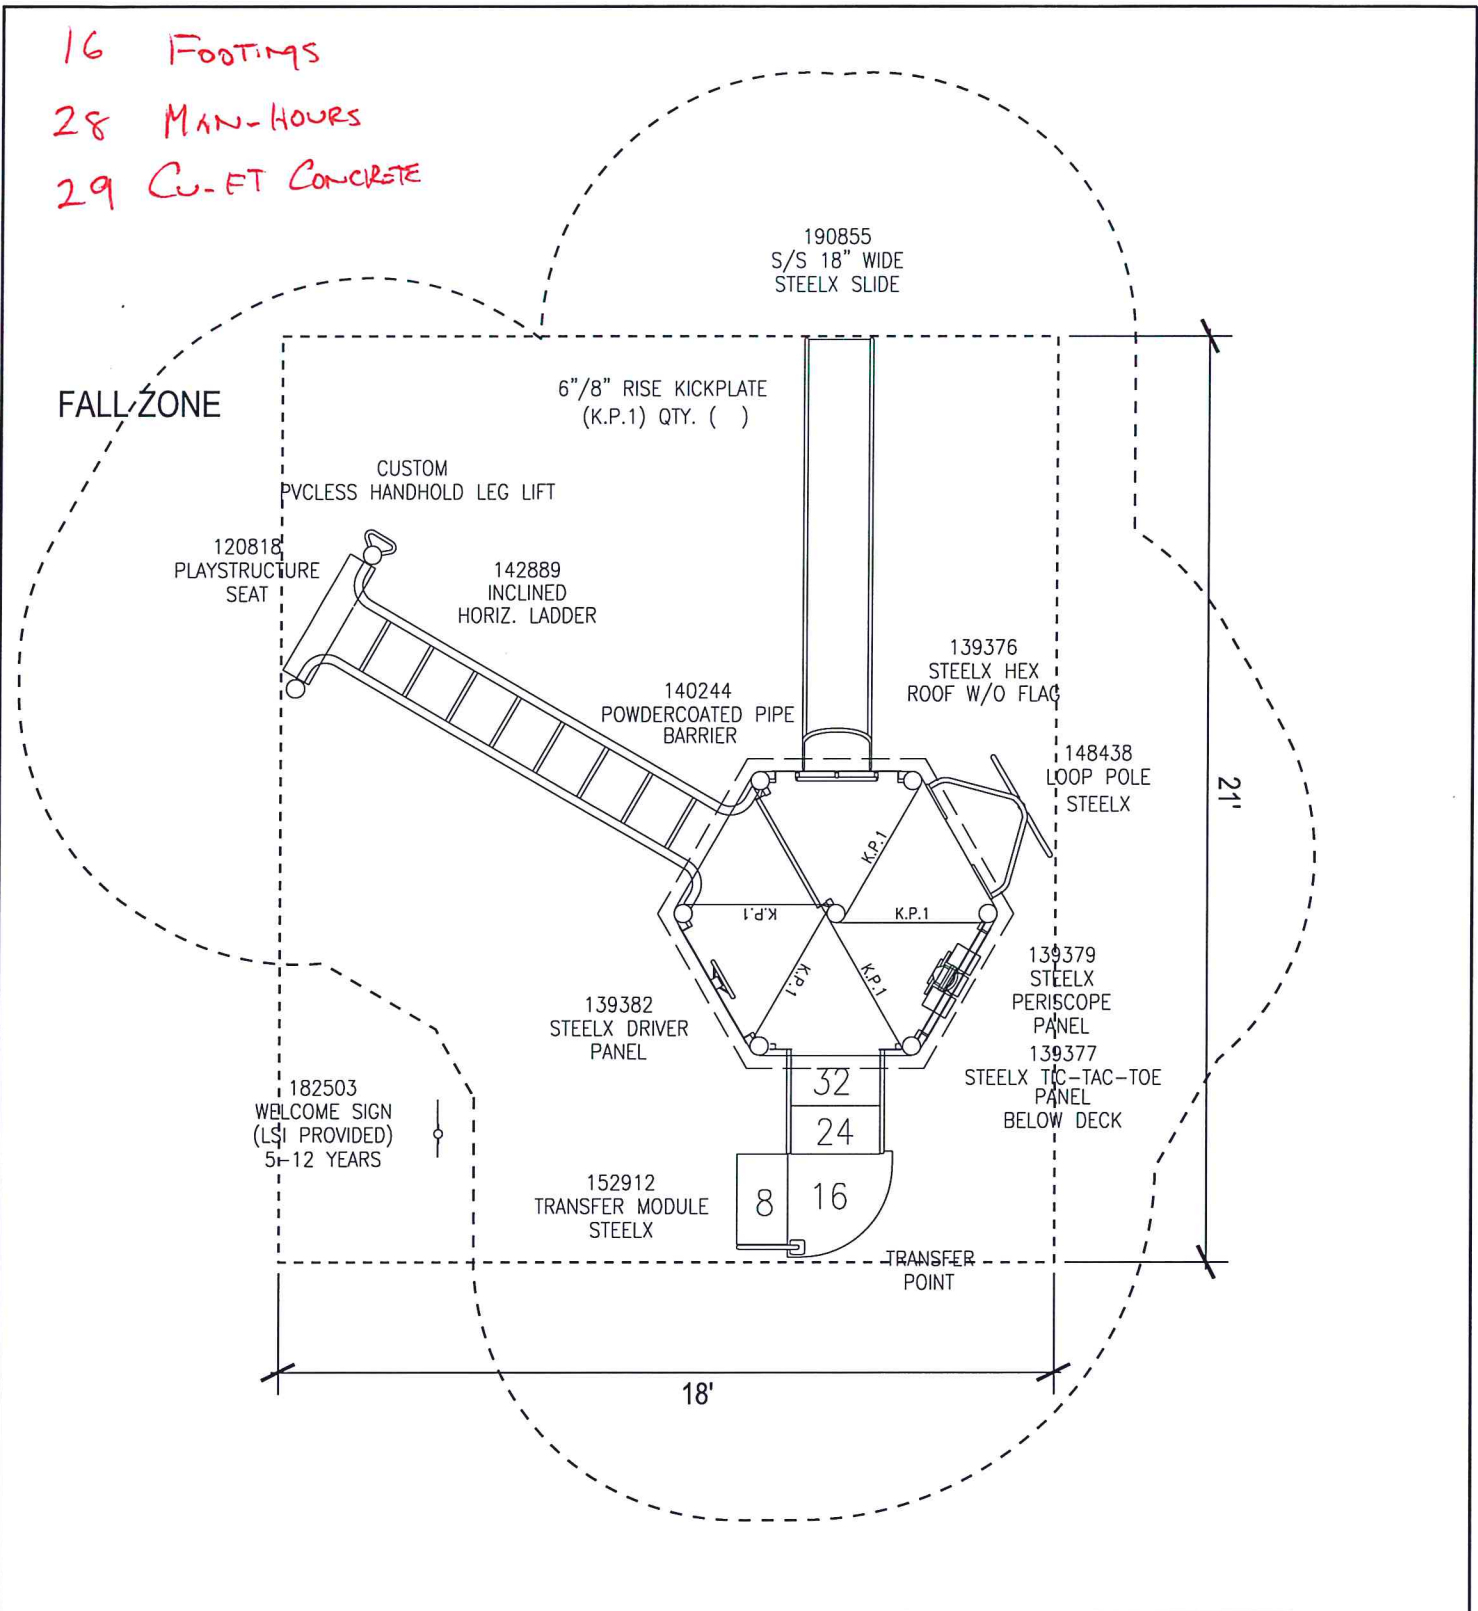 16 FOOTINGS
28 MAN-HOURS
29 CU-FT CONCRETE
190855
S/S 18" WIDE
STEELX SLIDE
6"/8" RISE KICKPLATE
(K.P.1) QTY. ( )
FALL ZONE
CUSTOM
PVCLESS HANDHOLD LEG LIFT
120818
PLAYSTRUCTURE
SEAT
142889
INCLINED
HORIZ. LADDER
139376
STEELX HEX
ROOF W/O FLAG
140244
POWDERCOATED PIPE
BARRIER
148438
LOOP POLE
STEELX
21'
K.P.1
K.P.1
K.P.1
K.P.1
K.P.1
139379
STEELX
PERISCOPE
PANEL
139382
STEELX DRIVER
PANEL
139377
STEELX TIC-TAC-TOE
PANEL
BELOW DECK
32
24
16
8
182503
WELCOME SIGN
(LSI PROVIDED)
5-12 YEARS
152912
TRANSFER MODULE
STEELX
TRANSFER
POINT
18'